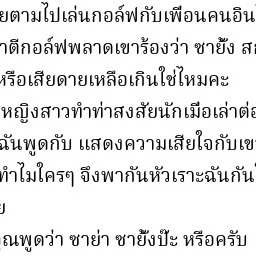 ยตามไปเล่นกอล์ฟกับเพื่อนคนอิน
าตีกอล์ฟพลาดเขาร้องว่า ซาย้ัง
หรือเสียดายเหลือเกินใช่ไหมคะ
หญิงสาวทำท่าสงสัยนักเมื่อเล่าต่อ
ฉันพูดกับ แสดงความเสียใจกับเข
ทำไมใครๆ จึงพากันหัวเราะฉันกัน
ย
ุณพูดว่า ซาย่า ซาย้ังป๊ะ หรือครับ